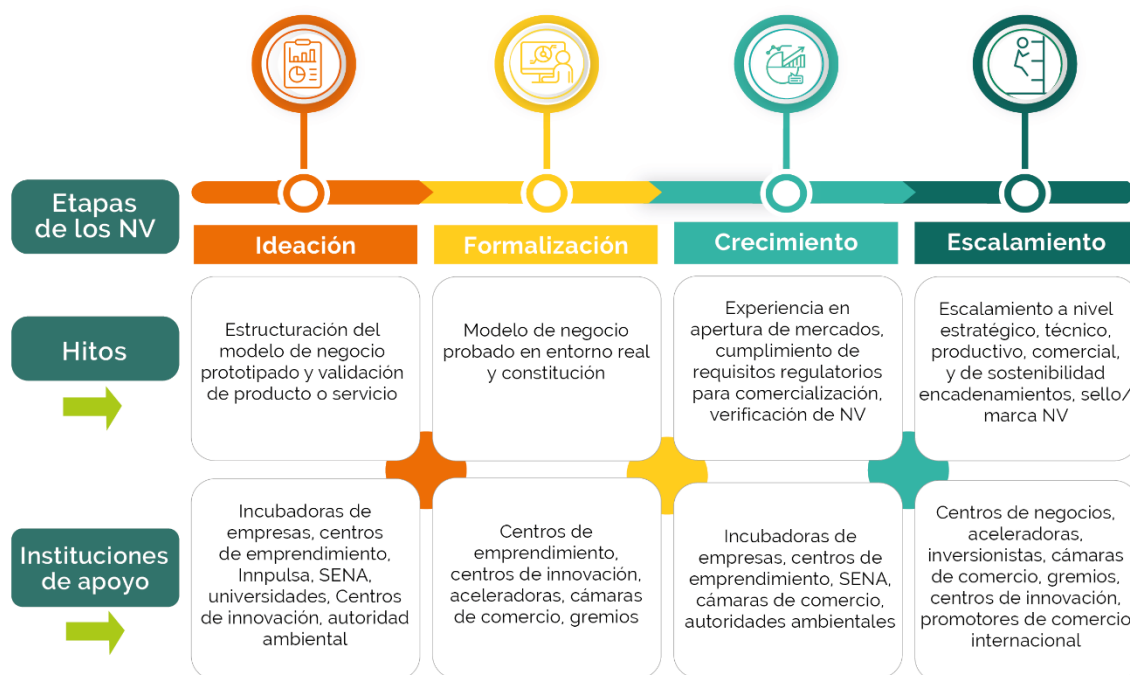 Etapas
de los NV
Ideación
Formalización
Crecimiento
Escalamiento
Hitos
Estructuración del
modelo de negocio
prototipado y validación
de producto o servicio
Modelo de negocio
probado en entorno real
y constitución
Experiencia en
apertura de mercados,
cumplimiento de
requisitos regulatorios
para comercialización,
verificación de NV
Escalamiento a nivel
estratégico, técnico,
productivo, comercial,
y de sostenibilidad
encadenamientos, sello/
marca NV
Instituciones
de apoyo
Incubadoras de
empresas, centros
de emprendimiento,
Innpulsa, SENA,
universidades, Centros
de innovación, autoridad
ambiental
Centros de
emprendimiento,
centros de innovación,
aceleradoras, cámaras
de comercio, gremios
Incubadoras de
empresas, centros de
emprendimiento, SENA,
cámaras de comercio,
autoridades ambientales
Centros de negocios,
aceleradoras,
inversionistas, cámaras
de comercio, gremios,
centros de innovación,
promotores de comercio
internacional